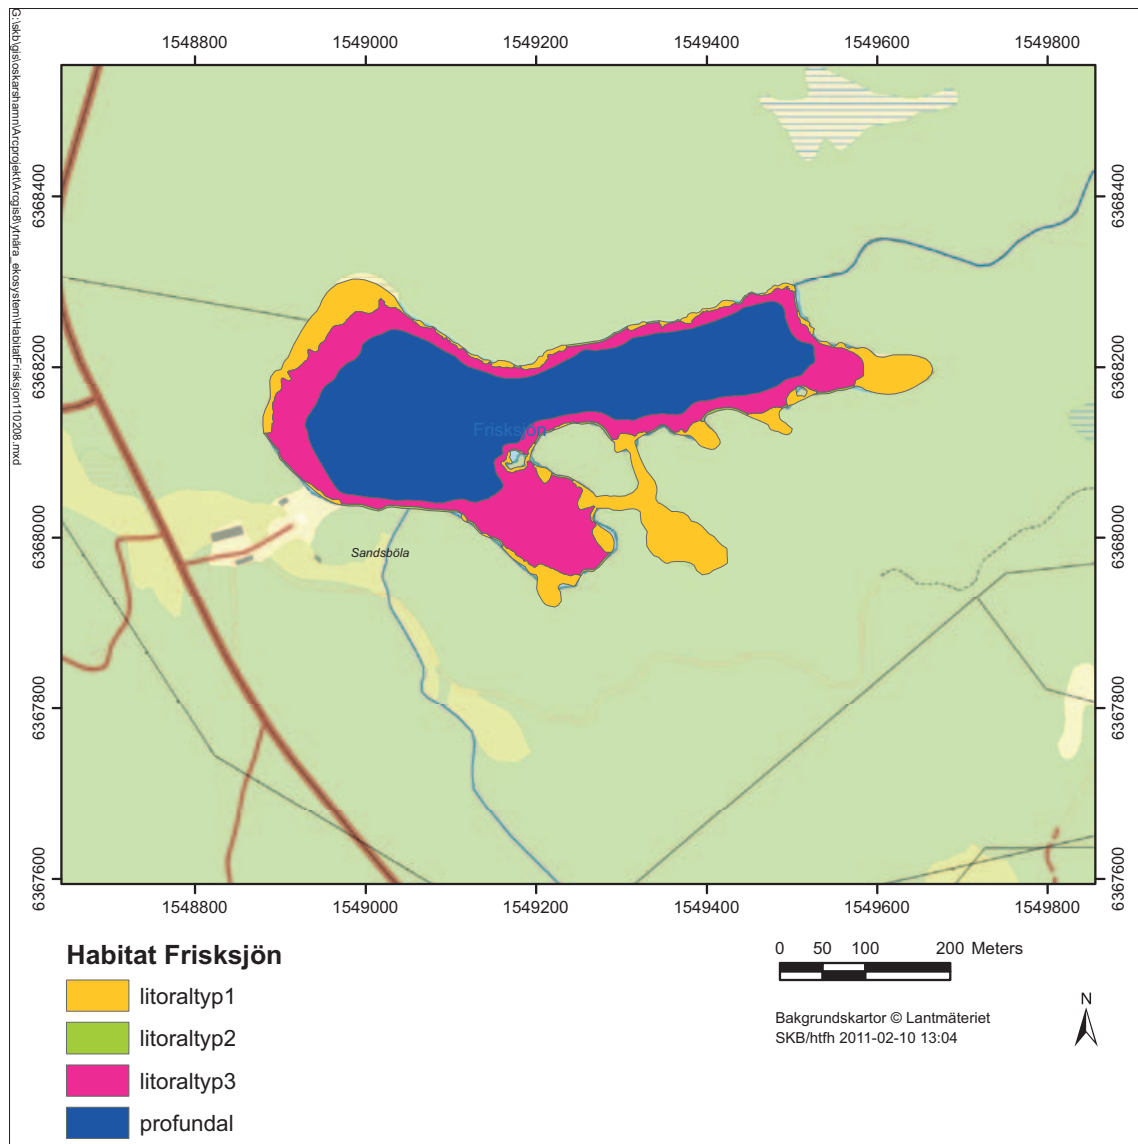 G:\skb\gis\oskarshamn\Arcprojekt\Arcgis8\ytnära_ekosystem\HabitatFrisksjon110208.mxd
1548800 1549000 1549200 1549400 1549600 1549800
6368400 6368400
6368200 6368200
Frisksjön
6368000 6368000
Sandsböla
6367800 6367800
6367600 6367600
1548800 1549000 1549200 1549400 1549600 1549800
Habitat Frisksjön
litoraltyp1
litoraltyp2
litoraltyp3
profundal
0 50 100 200 Meters
Bakgrundskartor © Lantmäteriet
SKB/htfh 2011-02-10 13:04
N